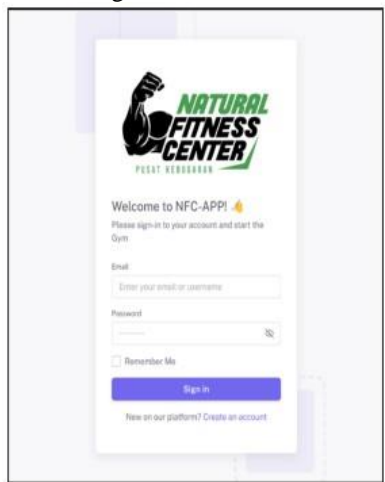 NATURAL
FITNESS
CENTER
PUSAT KEBUGARAN
Welcome to NFC-APP! 👋
Please sign-in to your account and start the
Gym
Email
Enter your email or username
Password
Remember Me
Sign in
New on our platform? Create an account